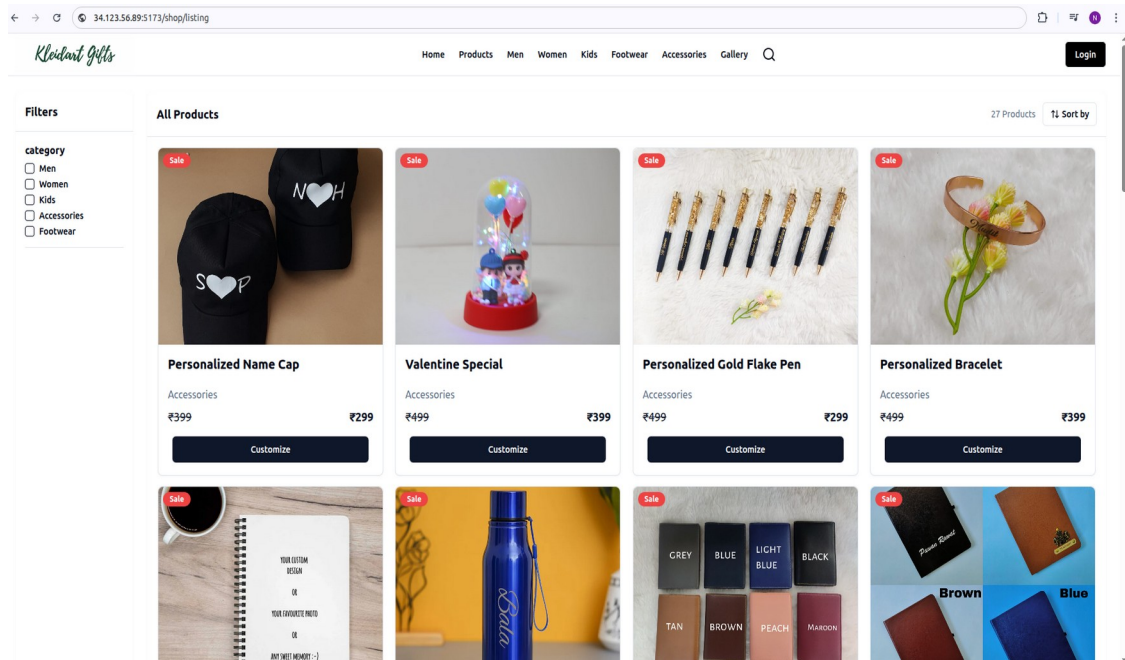 34.123.56.89:5173/shop/listing
N
Kleidart Gifts
Home Products Men Women Kids Footwear Accessories Gallery
Login
Filters
category
Men
Women
Kids
Accessories
Footwear
All Products
27 Products
Sort by
Sale
N H
S P
Personalized Name Cap
Accessories
₹399 ₹299
Customize
Sale
Valentine Special
Accessories
₹499 ₹399
Customize
Sale
Personalized Gold Flake Pen
Accessories
₹499 ₹299
Customize
Sale
Personalized Bracelet
Accessories
₹499 ₹399
Customize
Sale
YOUR CUSTOM
DESIGN
OR
YOUR FAVOURITE PHOTO
OR
ANY SWEET MEMORY :-)
Sale
Bala
Sale
GREY BLUE LIGHT BLUE BLACK
TAN BROWN PEACH MAROON
Sale
Pawan Rawat
Brown Blue